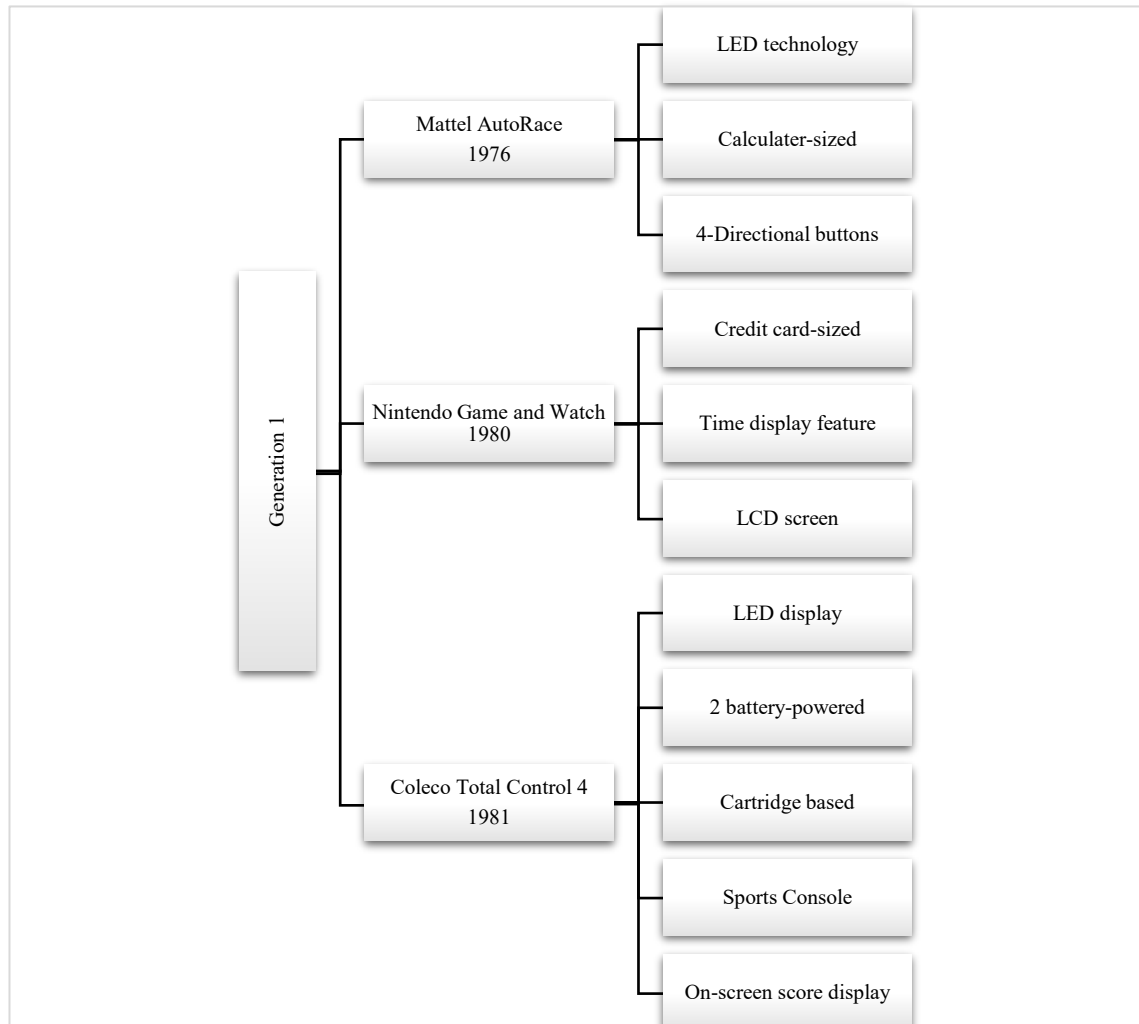 Generation 1
Mattel AutoRace
1976
LED technology
Calculater-sized
4-Directional buttons
Nintendo Game and Watch
1980
Credit card-sized
Time display feature
LCD screen
Coleco Total Control 4
1981
LED display
2 battery-powered
Cartridge based
Sports Console
On-screen score display